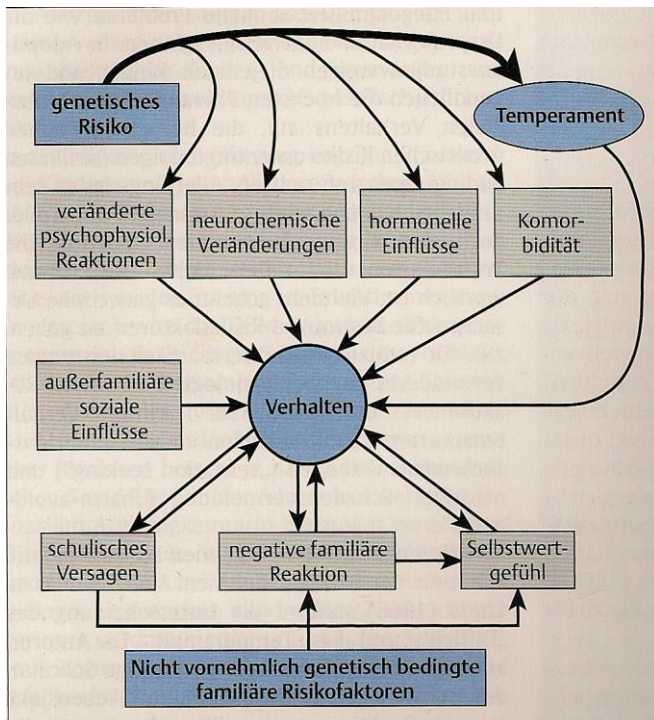 genetisches
Risiko
Temperament
veränderte
psychophysiol.
Reaktionen
neurochemische
Veränderungen
hormonelle
Einflüsse
Komor-
bidität
außerfamiliäre
soziale
Einflüsse
Verhalten
schulisches
Versagen
negative familiäre
Reaktion
Selbstwert-
gefühl
Nicht vornehmlich genetisch bedingte
familiäre Risikofaktoren